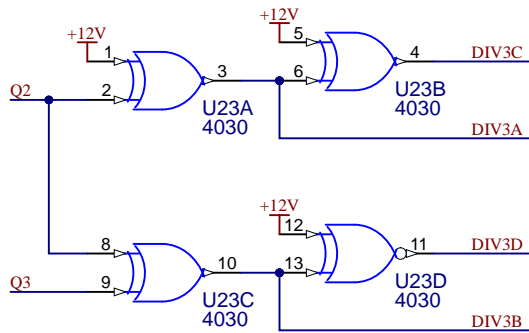 +12V
+12V
1
5
4
DIV3C
3
6
Q2
2
U23A
4030
U23B
4030
DIV3A
+12V
12
8
11
DIV3D
10
13
Q3
9
U23C
4030
U23D
4030
DIV3B